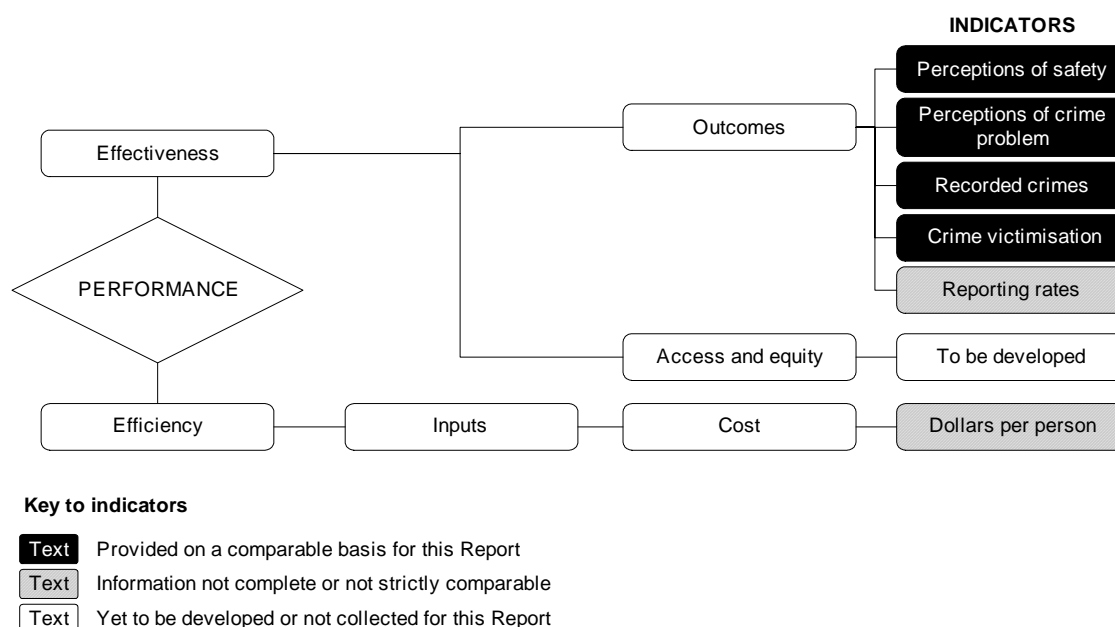 INDICATORS
Perceptions of safety
Perceptions of crime
problem
Outcomes
Effectiveness
Recorded crimes
Crime victimisation
PERFORMANCE
Reporting rates
Access and equity
To be developed
Efficiency
Inputs
Cost
Dollars per person
Key to indicators
Text Provided on a comparable basis for this Report
Text Information not complete or not strictly comparable
Text Yet to be developed or not collected for this Report